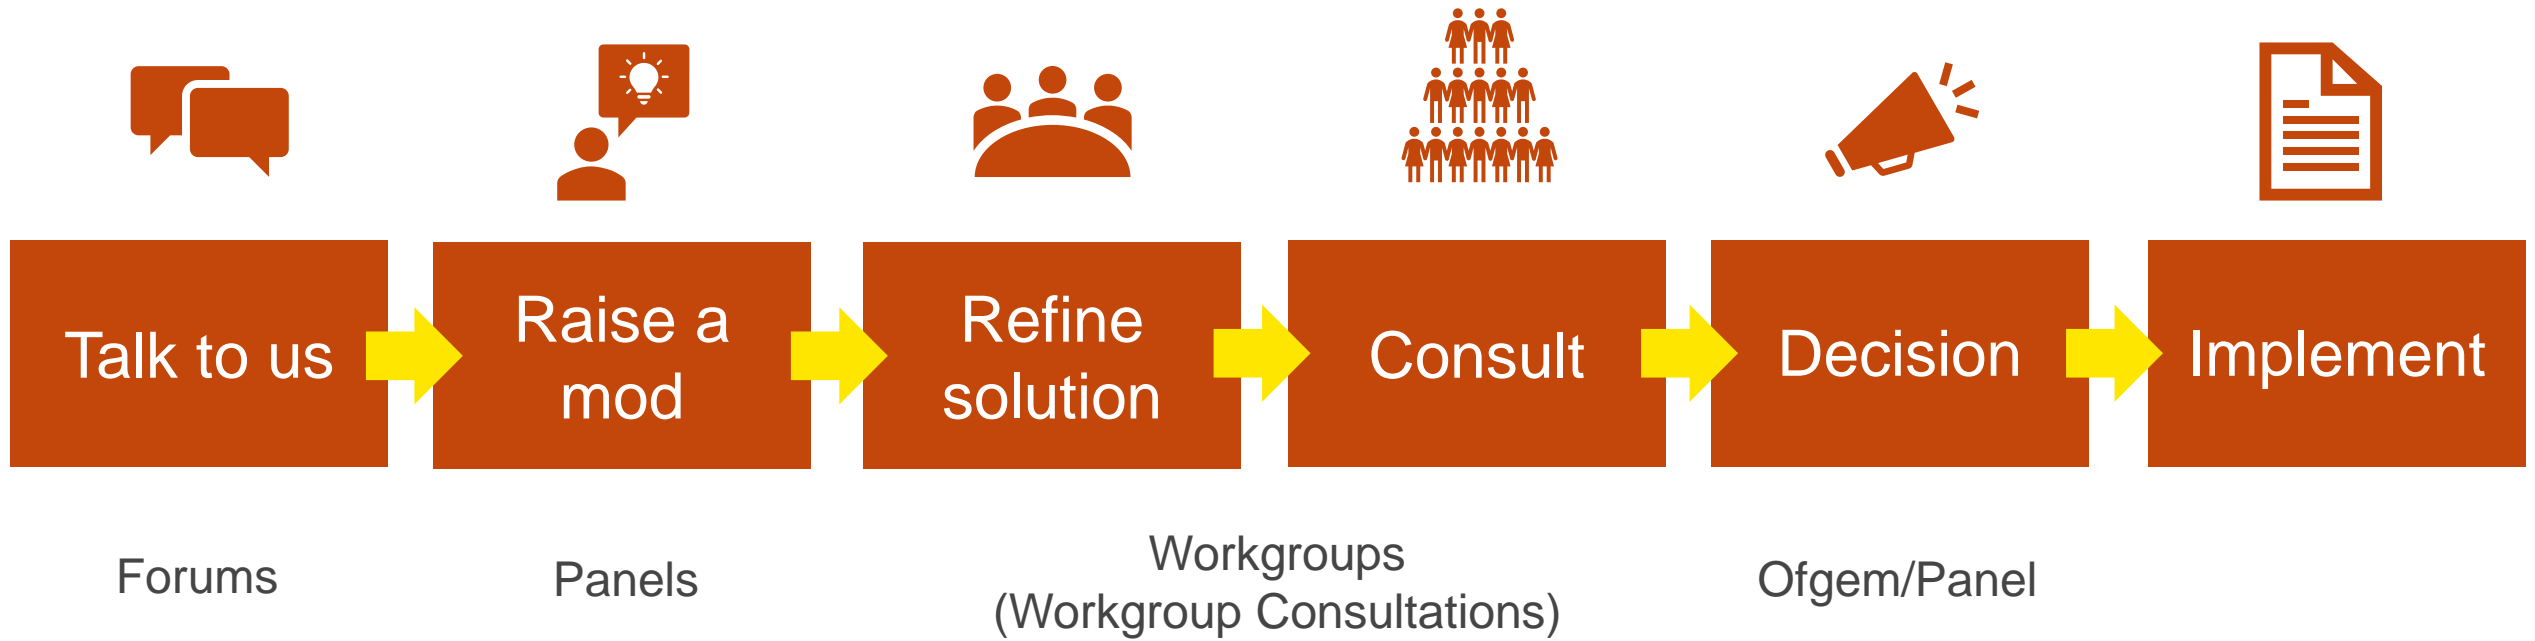 Talk to us
Raise a
mod
Refine
solution
Consult
Decision
Implement
Forums
Panels
Workgroups
(Workgroup Consultations)
Ofgem/Panel